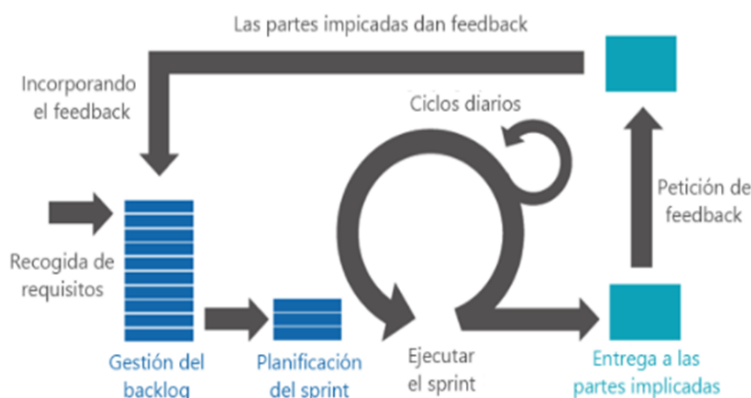 Las partes impicadas dan feedback
Incorporando
el feedback
Ciclos diarios
Petición de
feedback
Recogida de
requisitos
Gestión del
backlog
Planificación
del sprint
Ejecutar
el sprint
Entrega a las
partes implicadas